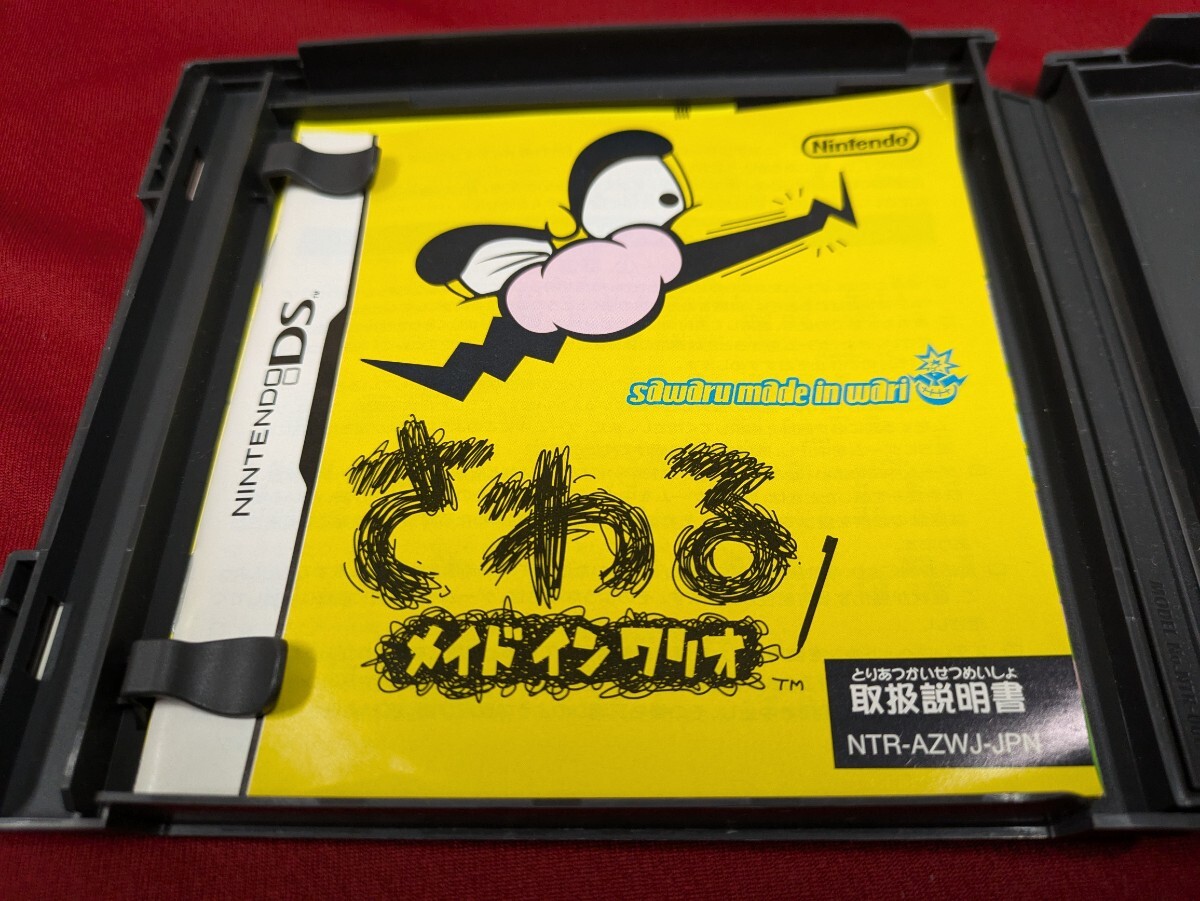 Nintendo
NINTENDO DS™
sawaru made in wari
さわる
メイド イン ワリオ
TM
とりあつかいせつめいしょ
取扱説明書
NTR-AZWJ-JPN